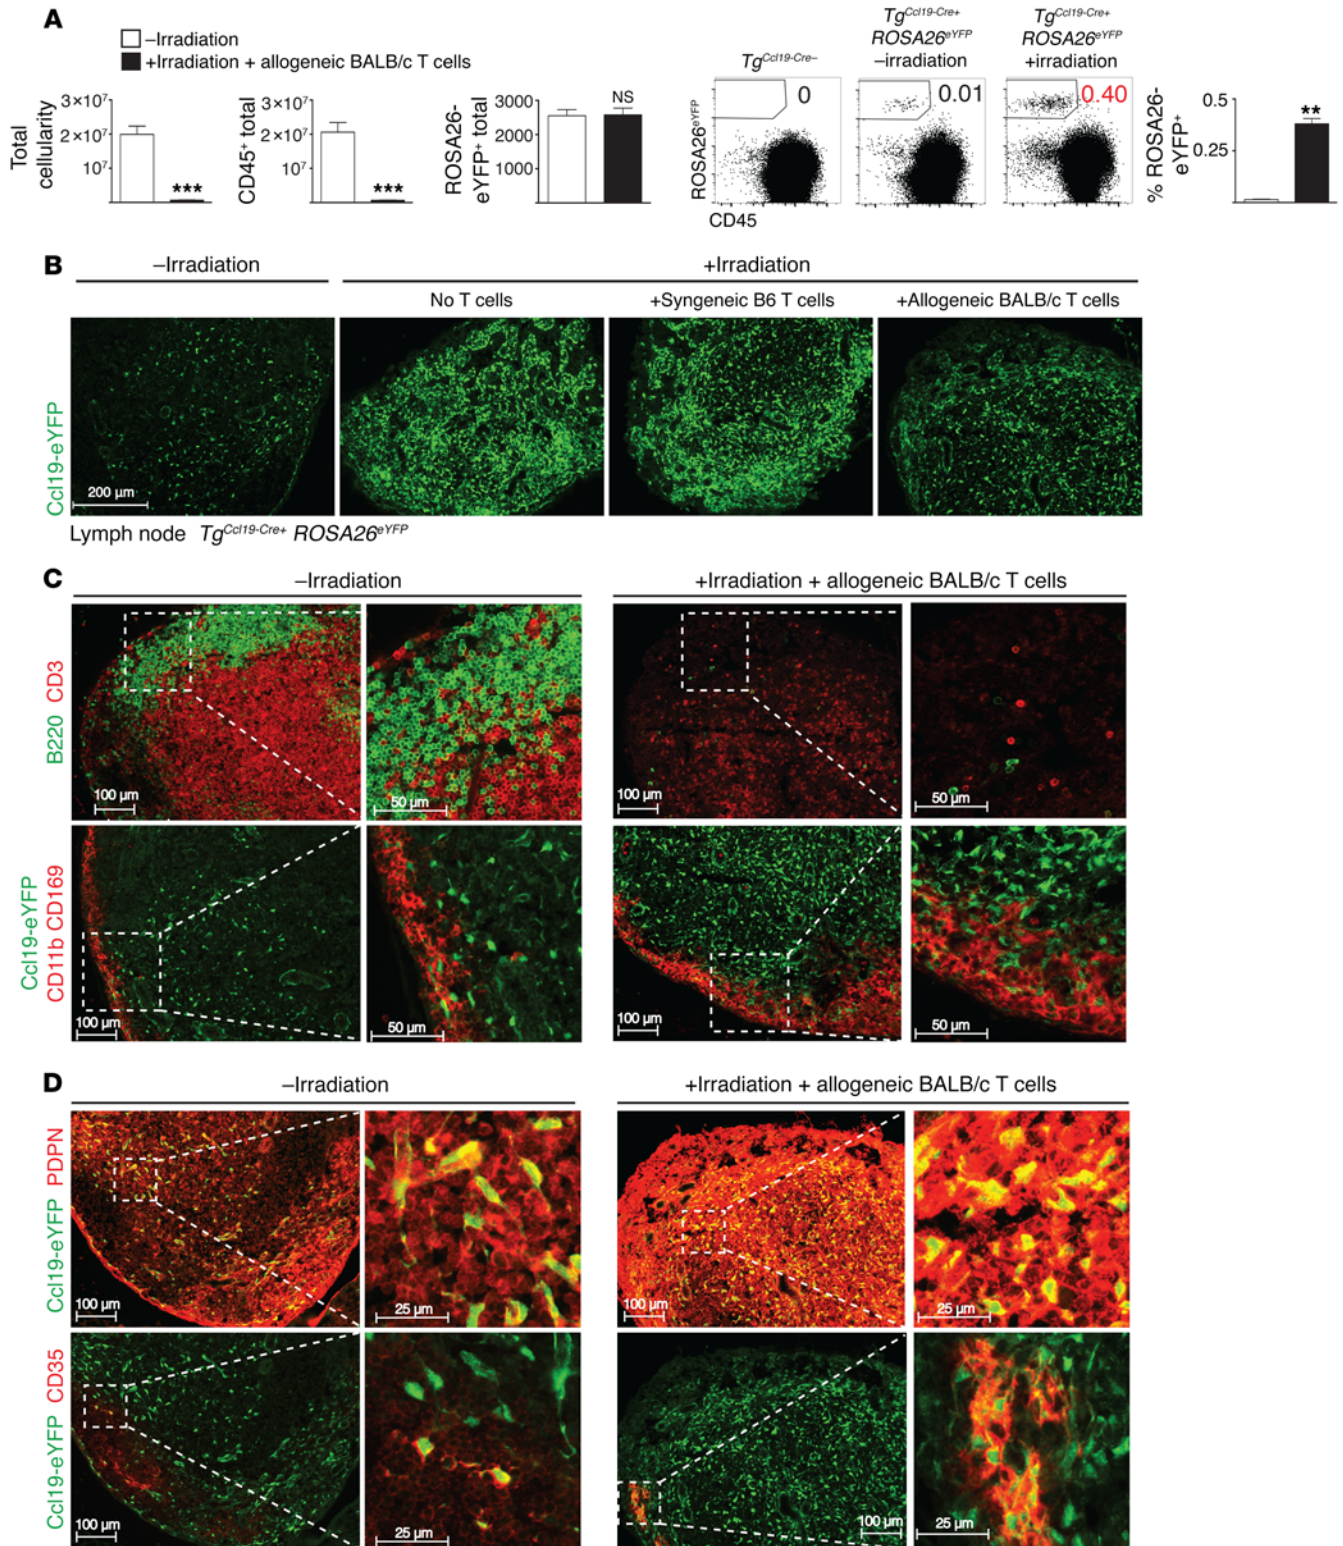 A
–Irradiation
+Irradiation + allogeneic BALB/c T cells
Total cellularity
3×10⁷
2×10⁷
10⁷
***
CD45⁺ total
3×10⁷
2×10⁷
10⁷
***
ROSA26-eYFP⁺ total
3000
2000
1000
NS
Tg^Ccl19-Cre–
Tg^Ccl19-Cre+
ROSA26^eYFP
–irradiation
Tg^Ccl19-Cre+
ROSA26^eYFP
+irradiation
0
0.01
0.40
ROSA26^eYFP
CD45
% ROSA26-eYFP⁺
0.5
0.25
**
B
–Irradiation
+Irradiation
No T cells
+Syngeneic B6 T cells
+Allogeneic BALB/c T cells
Ccl19-eYFP
200 µm
Lymph node Tg^Ccl19-Cre+ ROSA26^eYFP
C
–Irradiation
+Irradiation + allogeneic BALB/c T cells
B220 CD3
100 µm
50 µm
100 µm
50 µm
Ccl19-eYFP
CD11b CD169
100 µm
50 µm
100 µm
50 µm
D
–Irradiation
+Irradiation + allogeneic BALB/c T cells
Ccl19-eYFP PDPN
100 µm
25 µm
100 µm
25 µm
Ccl19-eYFP CD35
100 µm
25 µm
100 µm
25 µm